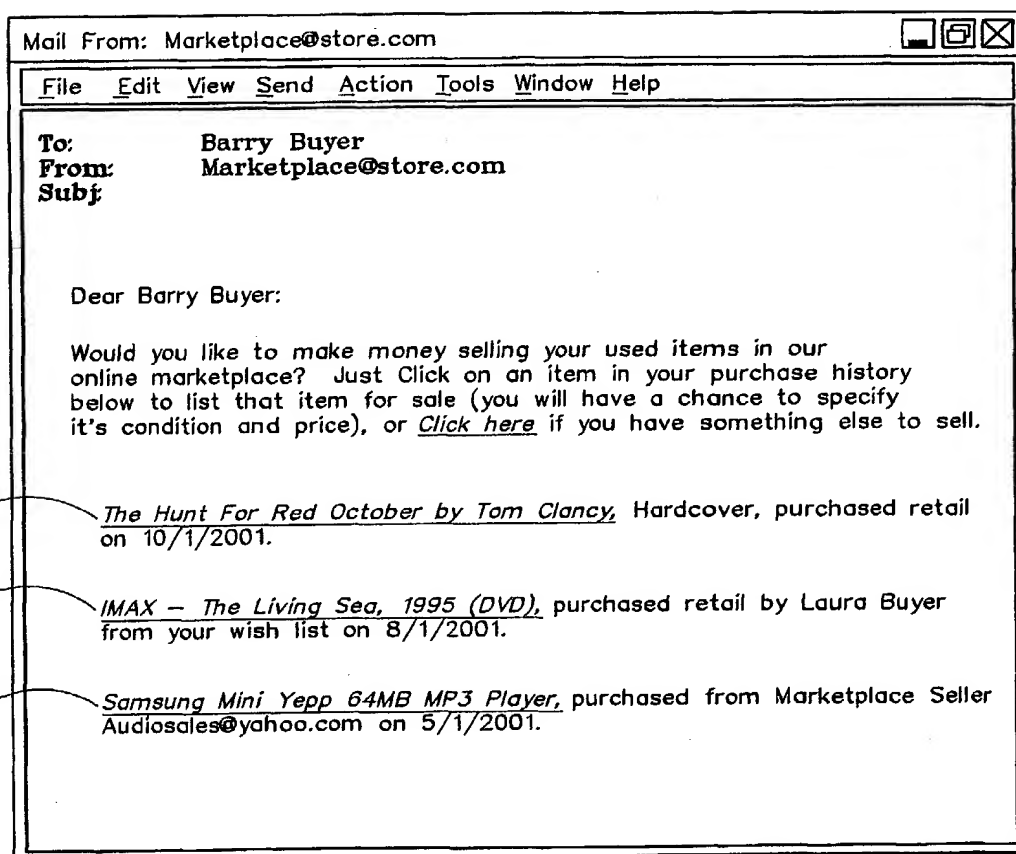 Mail From: Marketplace@store.com
File Edit View Send Action Tools Window Help
To: Barry Buyer
From: Marketplace@store.com
Subj:
Dear Barry Buyer:
Would you like to make money selling your used items in our
online marketplace? Just Click on an item in your purchase history
below to list that item for sale (you will have a chance to specify
it's condition and price), or Click here if you have something else to sell.
The Hunt For Red October by Tom Clancy, Hardcover, purchased retail
on 10/1/2001.
IMAX – The Living Sea, 1995 (DVD), purchased retail by Laura Buyer
from your wish list on 8/1/2001.
Samsung Mini Yepp 64MB MP3 Player, purchased from Marketplace Seller
Audiosales@yahoo.com on 5/1/2001.